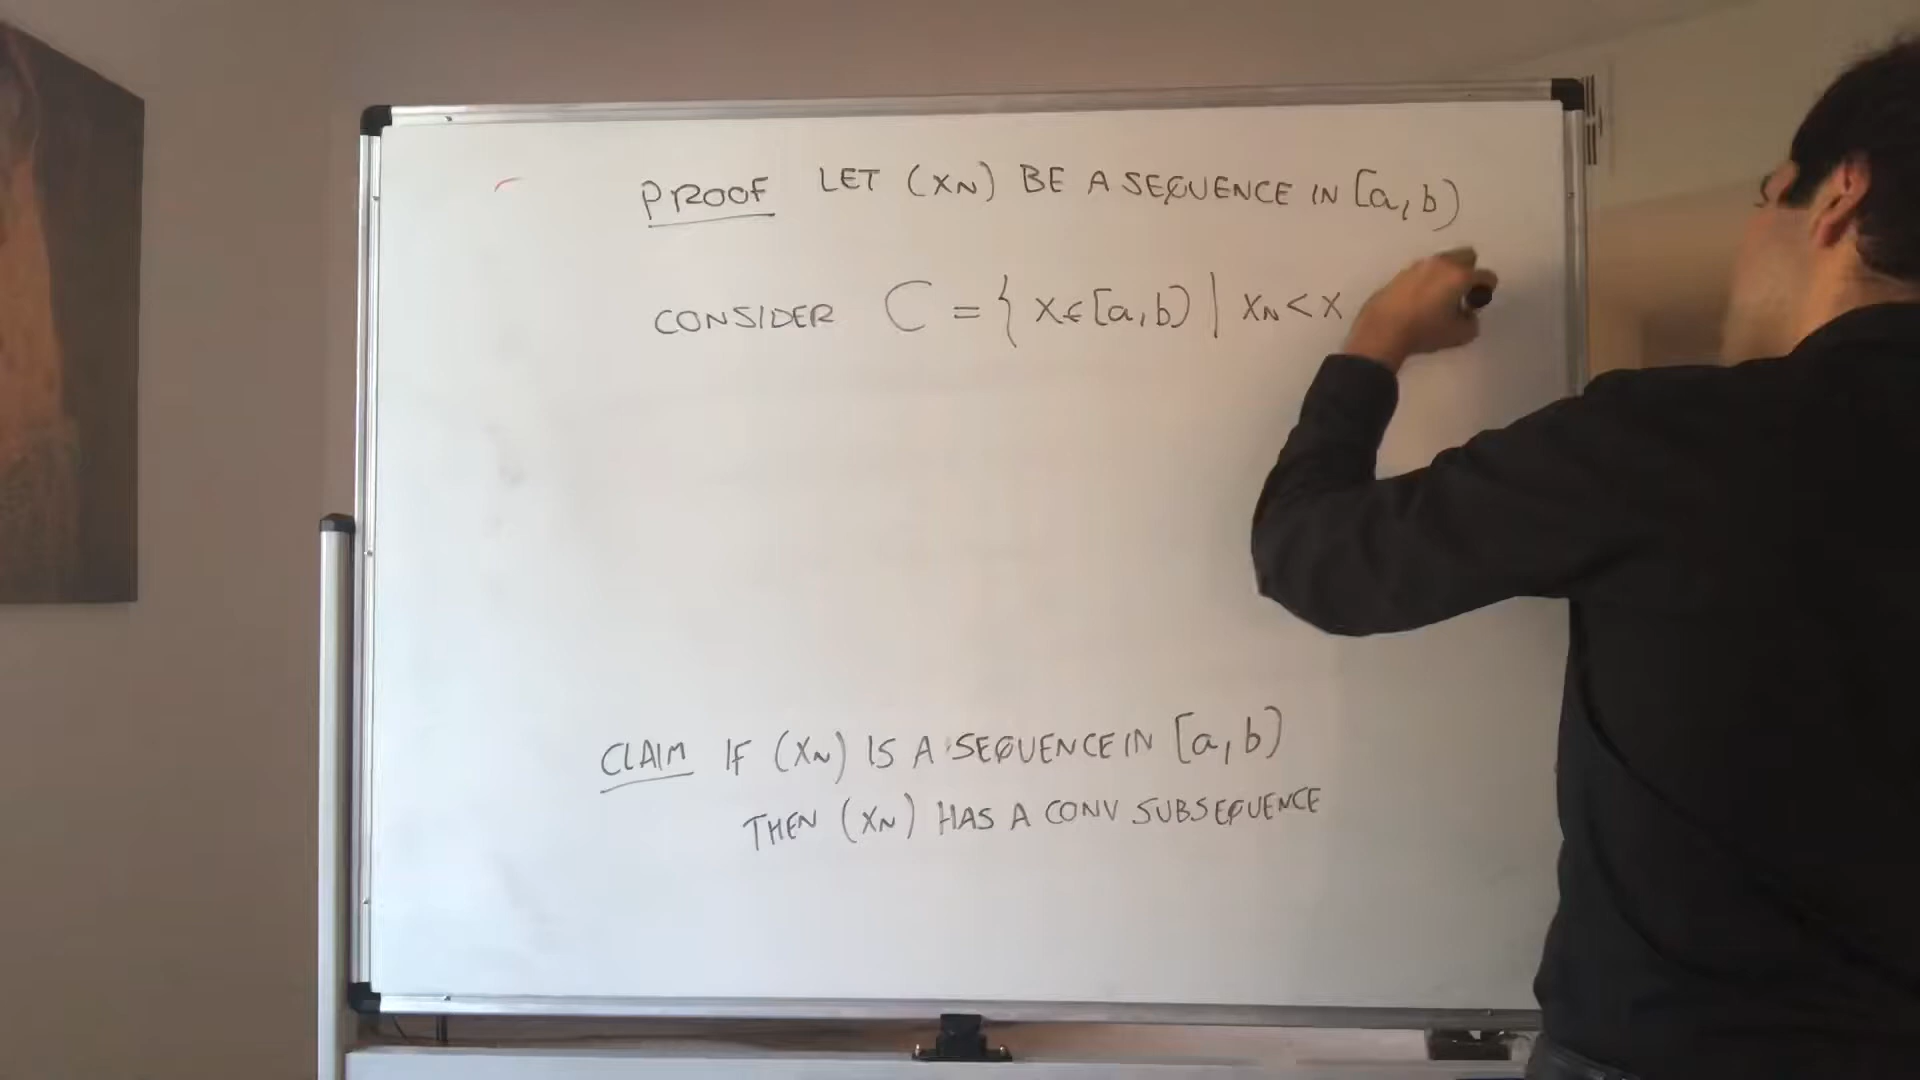 PROOF LET (XN) BE A SEQUENCE IN [a,b)
CONSIDER C = { X∈[a,b) | XN < X
CLAIM IF (XN) IS A SEQUENCE IN [a,b)
THEN (XN) HAS A CONV SUBSEQUENCE